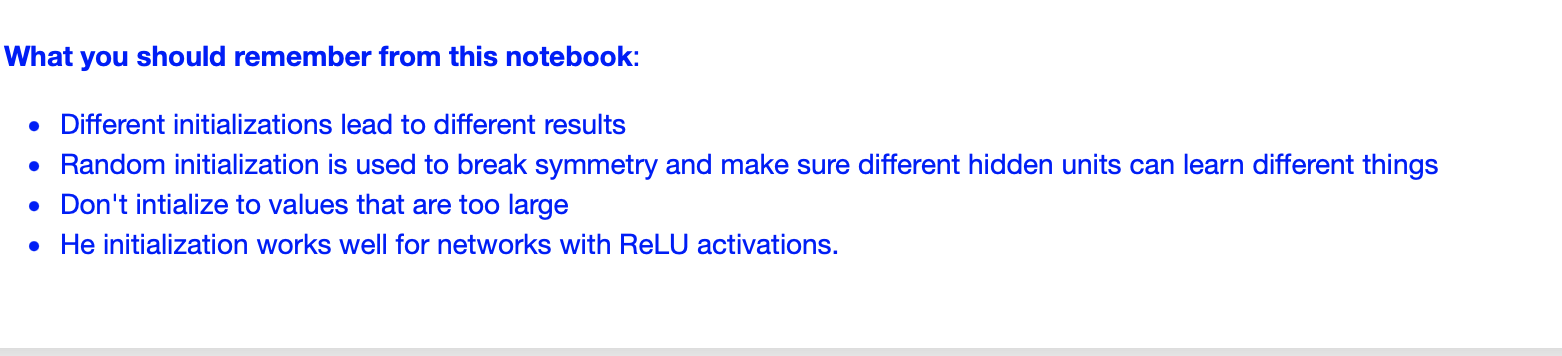 What you should remember from this notebook:
• Different initializations lead to different results
• Random initialization is used to break symmetry and make sure different hidden units can learn different things
• Don't intialize to values that are too large
• He initialization works well for networks with ReLU activations.